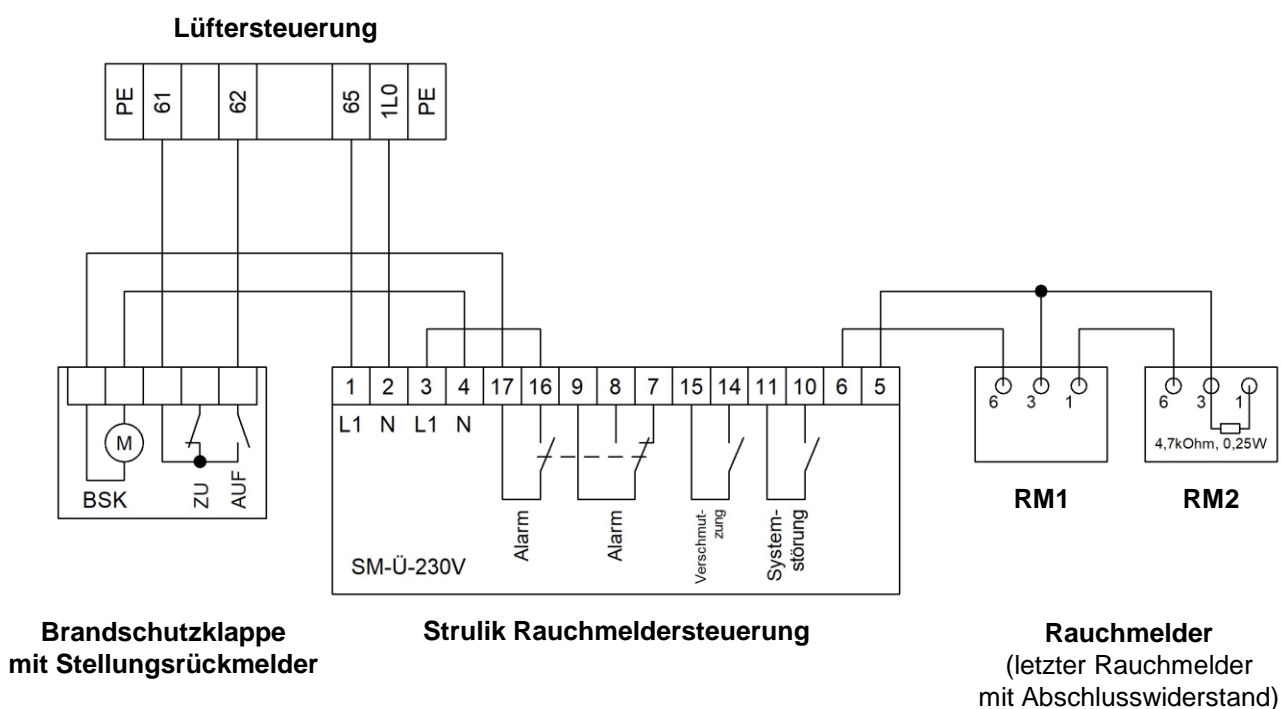 Lüftersteuerung
PE 61 62 65 1L0 PE
1 2 3 4 17 16 9 8 7 15 14 11 10 6 5
L1 N L1 N
6 3 1
6 3 1
4,7kOhm, 0,25W
M
BSK
ZU
AUF
Alarm
Alarm
Verschmut-
zung
System-
störung
SM-Ü-230V
RM1
RM2
Brandschutzklappe
mit Stellungsrückmelder
Strulik Rauchmeldersteuerung
Rauchmelder
(letzter Rauchmelder
mit Abschlusswiderstand)